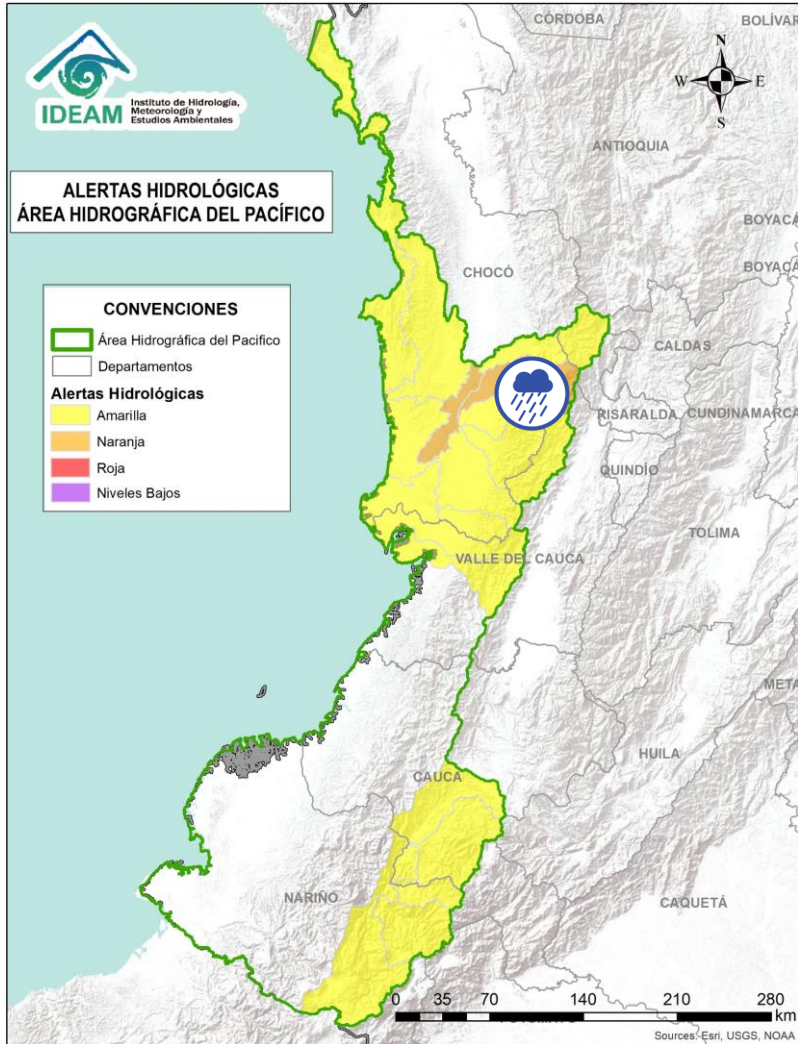 IDEAM
Instituto de Hidrología,
Meteorología y
Estudios Ambientales
ALERTAS HIDROLÓGICAS
ÁREA HIDROGRÁFICA DEL PACÍFICO
CONVENCIONES
Área Hidrográfica del Pacífico
Departamentos
Alertas Hidrológicas
Amarilla
Naranja
Roja
Niveles Bajos
N
W E
S
CÓRDOBA
BOLÍVAR
ANTIOQUIA
BOYACÁ
CHOCÓ
BOYACÁ
CALDAS
RISARALDA
CUNDINAMARCA
QUINDÍO
TOLIMA
VALLE DEL CAUCA
META
HUILA
CAUCA
NARIÑO
CAQUETÁ
0 35 70 140 210 280
km
Sources: Esri, USGS, NOAA